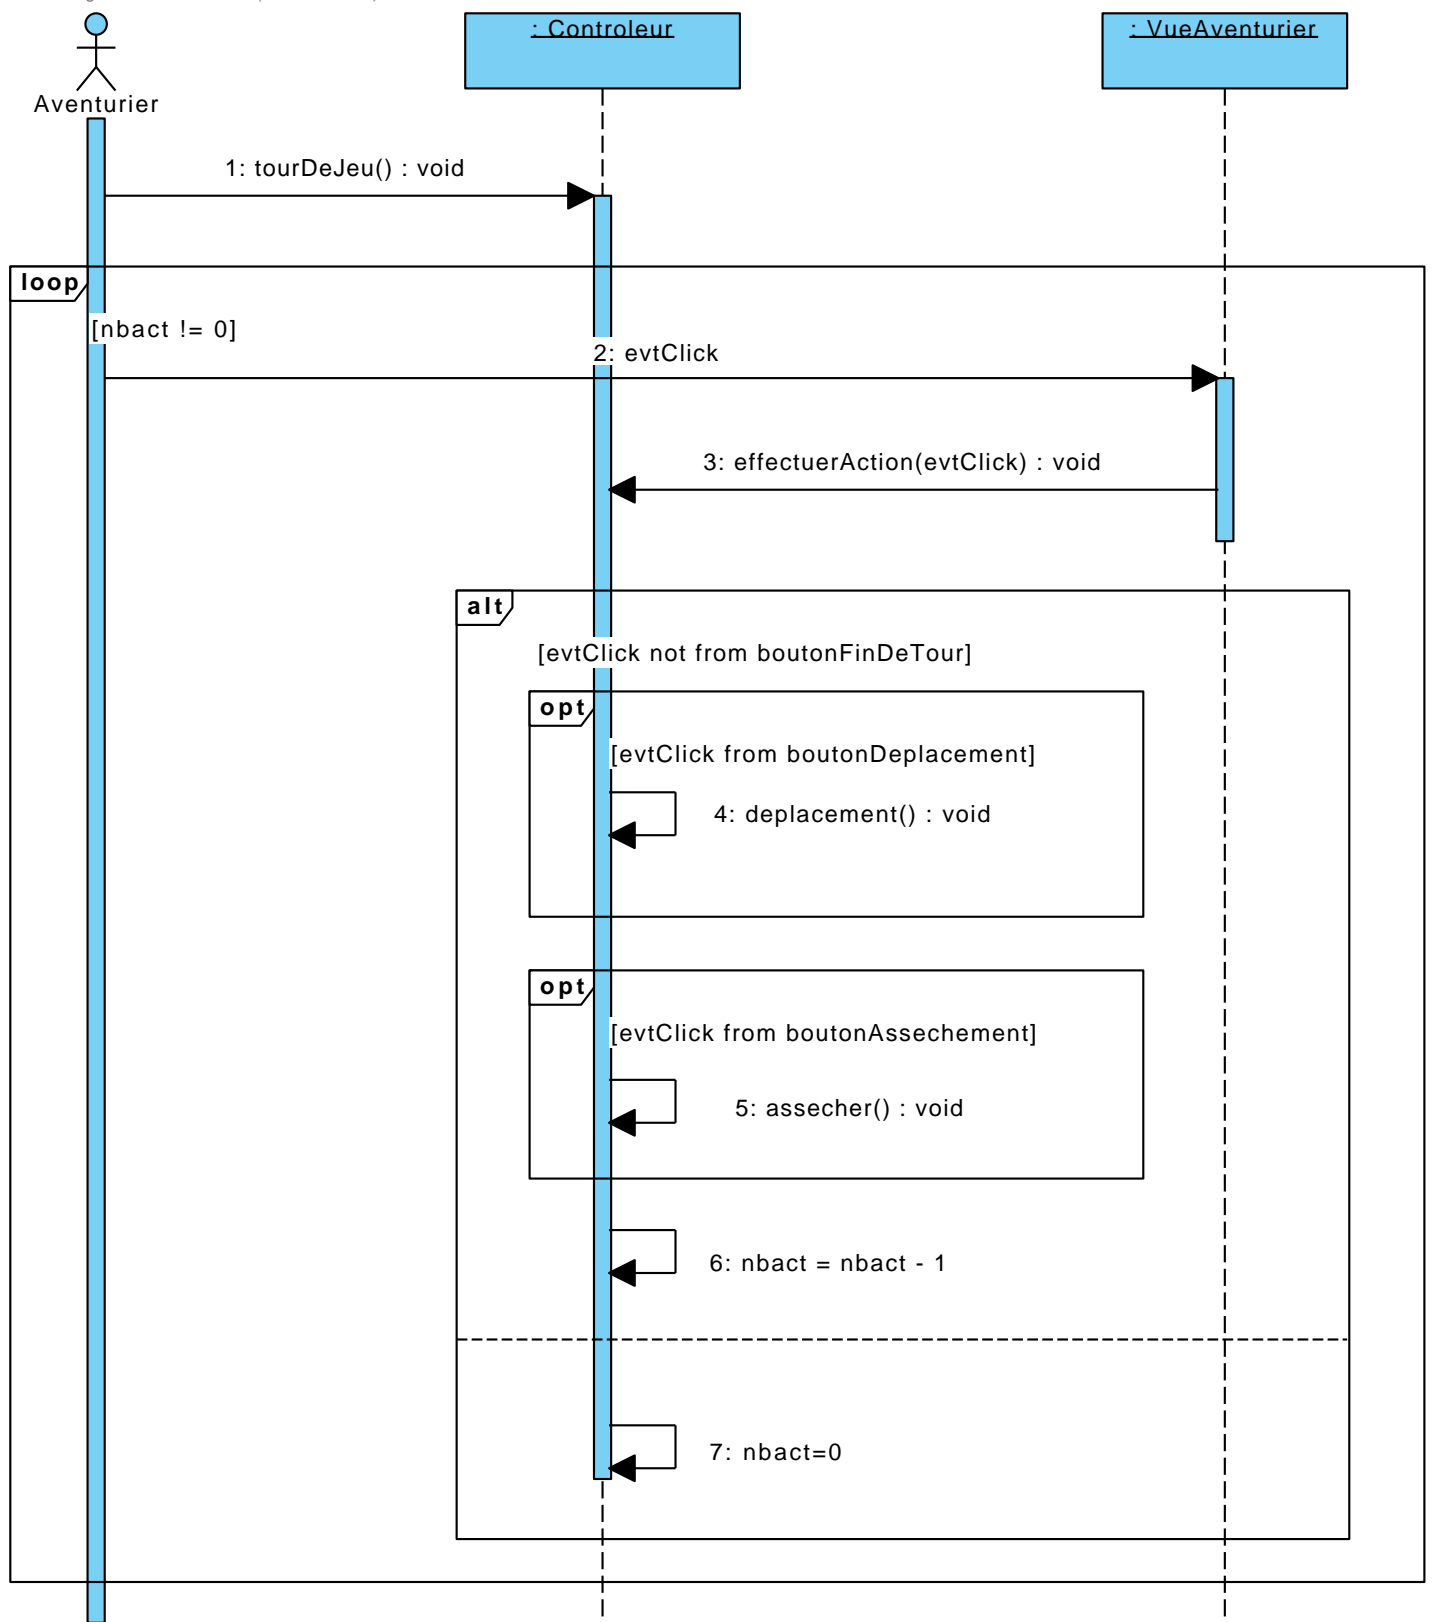 : Controleur
: VueAventurier
Aventurier
1: tourDeJeu() : void
loop
[nbact != 0]
2: evtClick
3: effectuerAction(evtClick) : void
alt
[evtClick not from boutonFinDeTour]
opt
[evtClick from boutonDeplacement]
4: deplacement() : void
opt
[evtClick from boutonAssechement]
5: assecher() : void
6: nbact = nbact - 1
7: nbact=0